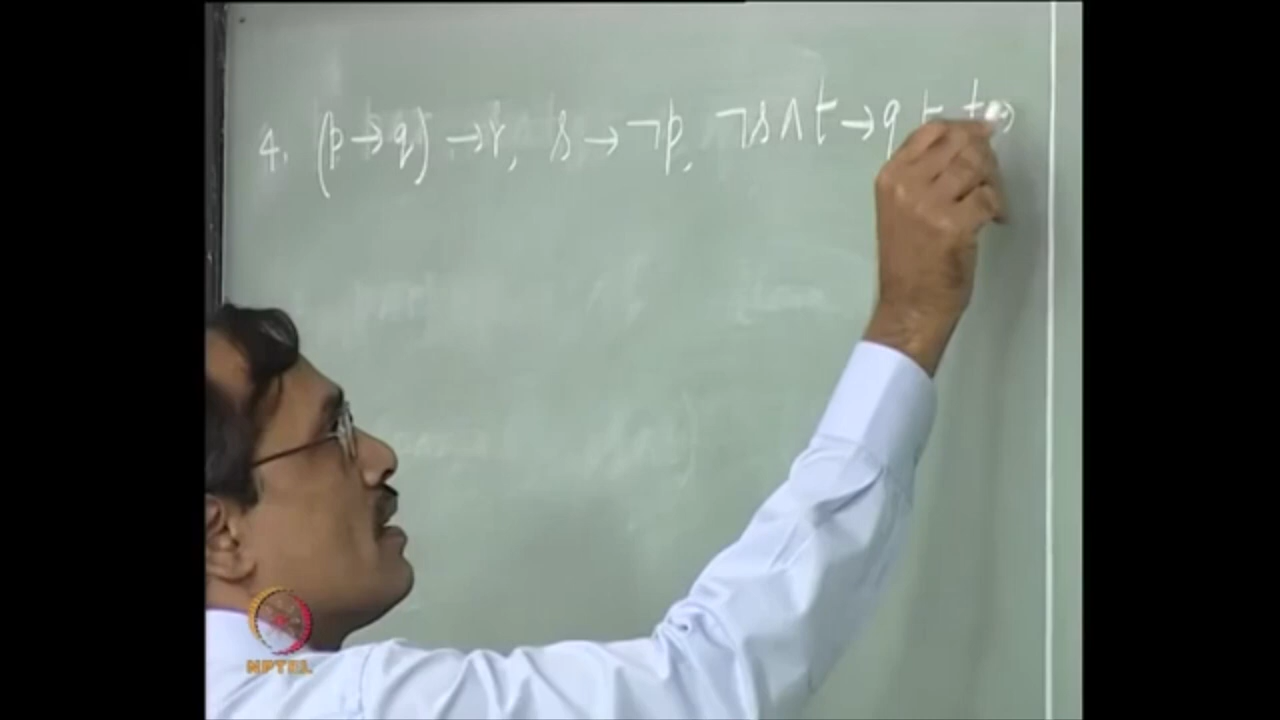 4. (p → q) → r, s → ¬p, ¬s ∧ t → q ⊢ t →
NPTEL